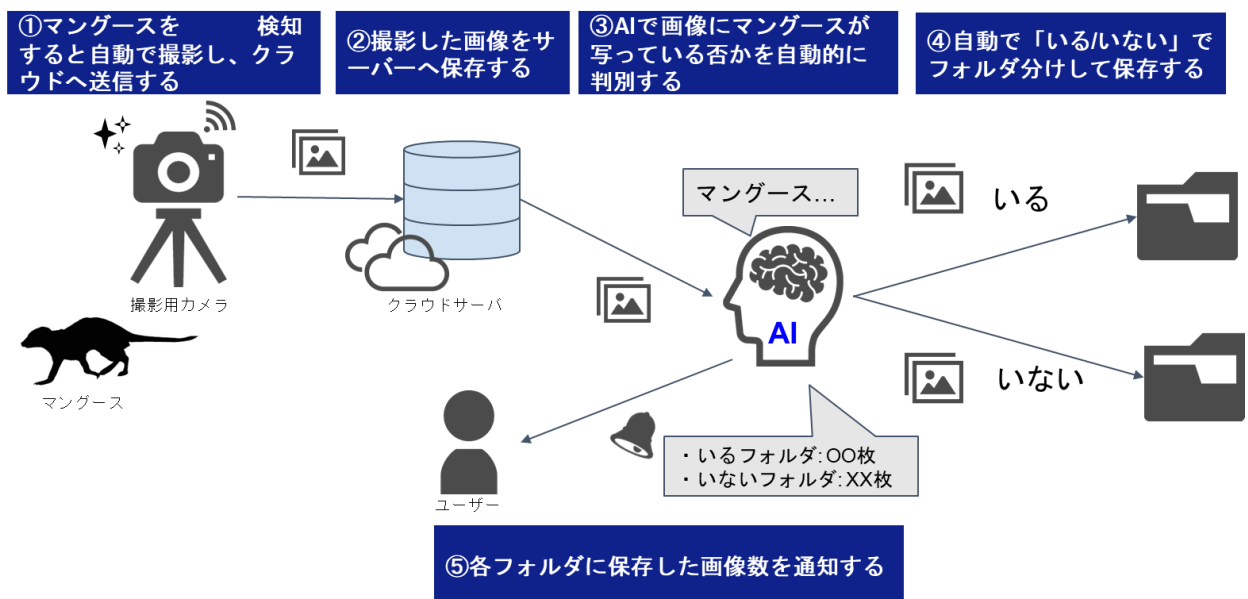 ①マングースを　　　検知
すると自動で撮影し、クラ
ウドへ送信する
②撮影した画像をサ
ーバーへ保存する
③AIで画像にマングースが
写っている否かを自動的に
判別する
④自動で「いる/いない」で
フォルダ分けして保存する
撮影用カメラ
マングース
クラウドサーバ
マングース…
AI
いる
いない
・いるフォルダ:OO枚
・いないフォルダ:XX枚
ユーザー
⑤各フォルダに保存した画像数を通知する